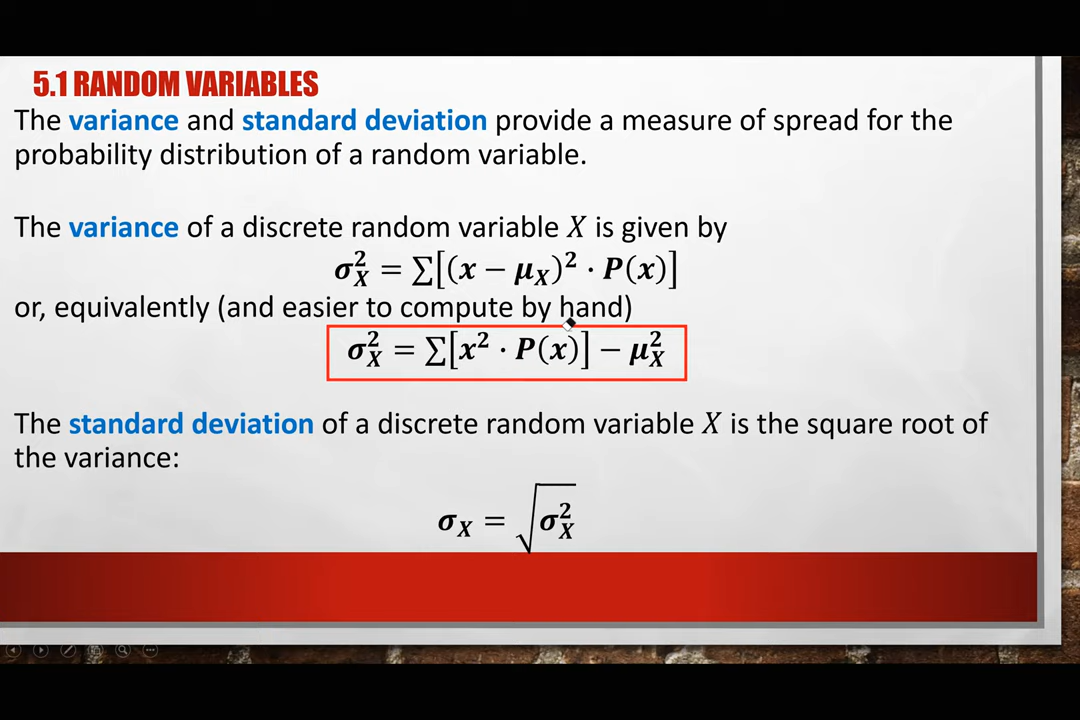 5.1 RANDOM VARIABLES
The variance and standard deviation provide a measure of spread for the
probability distribution of a random variable.
The variance of a discrete random variable X is given by
σ²_X = Σ[(x − μ_X)² · P(x)]
or, equivalently (and easier to compute by hand)
σ²_X = Σ[x² · P(x)] − μ²_X
The standard deviation of a discrete random variable X is the square root of
the variance:
σ_X = √σ²_X